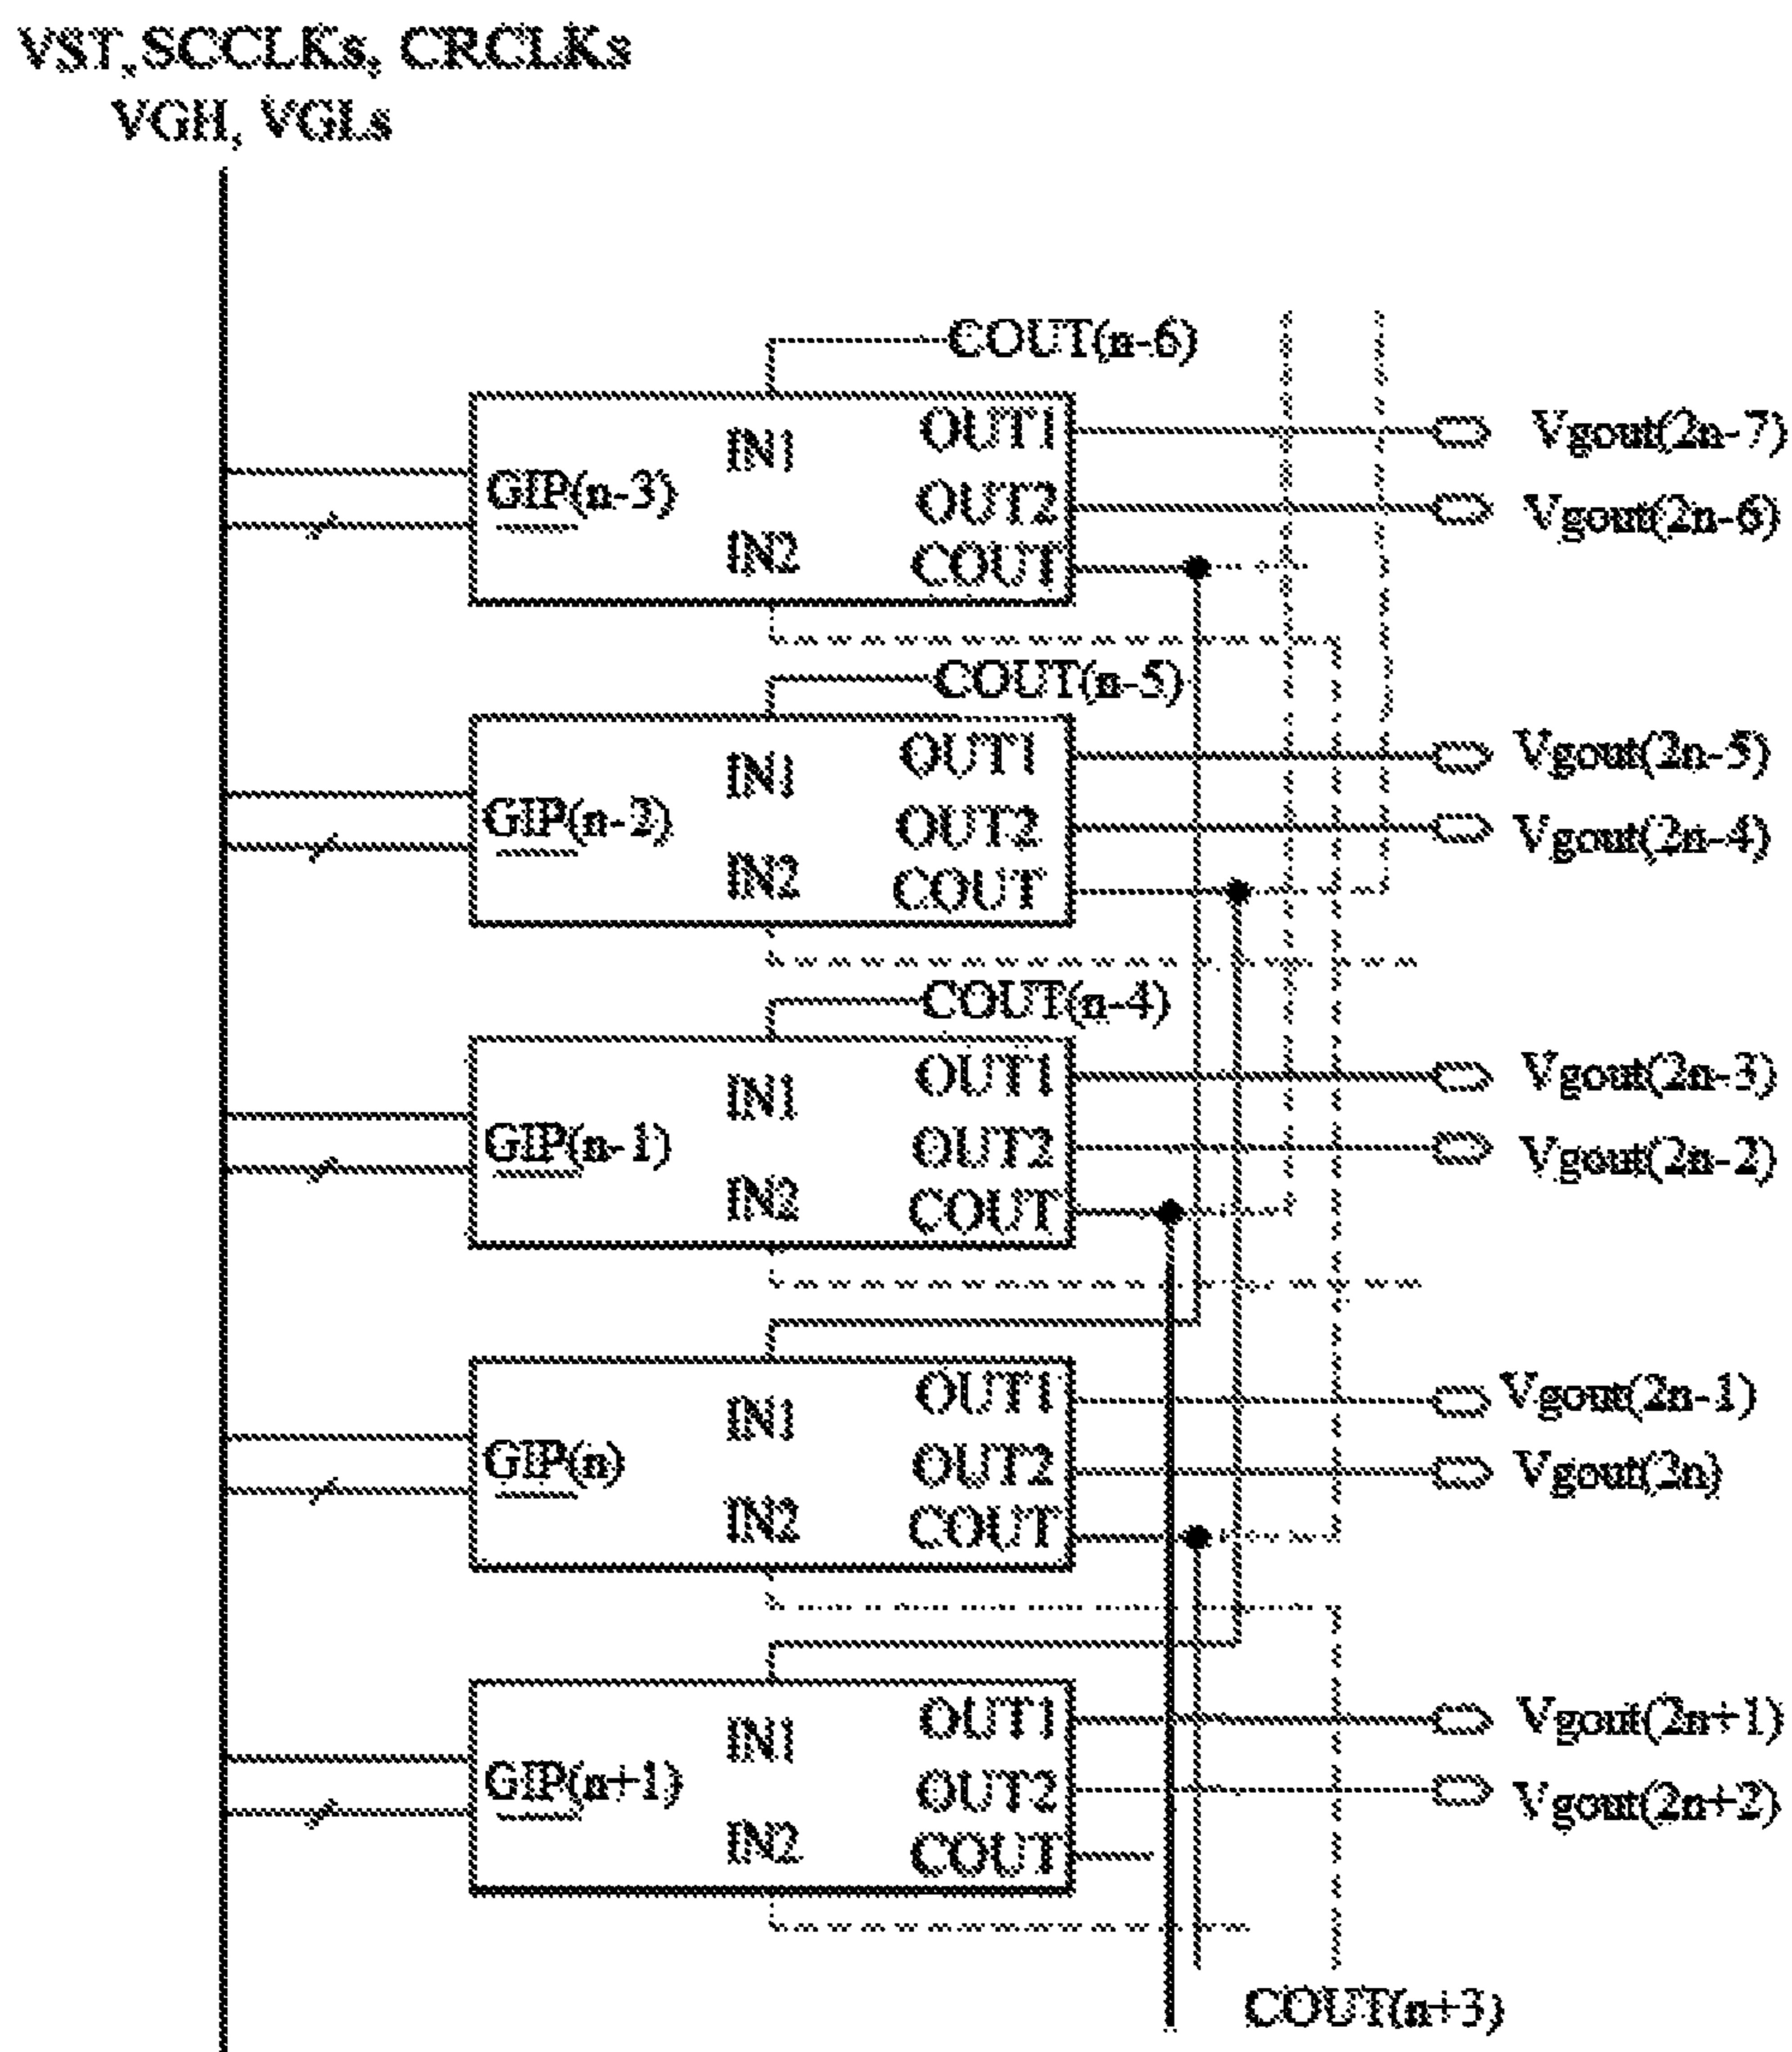 VST, SCCLKs, CRCLKs
VGH, VGLs
COUT(n-6)
GIP(n-3)
IN1
IN2
OUT1
OUT2
COUT
Vgout(2n-7)
Vgout(2n-6)
COUT(n-5)
GIP(n-2)
IN1
IN2
OUT1
OUT2
COUT
Vgout(2n-5)
Vgout(2n-4)
COUT(n-4)
GIP(n-1)
IN1
IN2
OUT1
OUT2
COUT
Vgout(2n-3)
Vgout(2n-2)
GIP(n)
IN1
IN2
OUT1
OUT2
COUT
Vgout(2n-1)
Vgout(2n)
GIP(n+1)
IN1
IN2
OUT1
OUT2
COUT
Vgout(2n+1)
Vgout(2n+2)
COUT(n+3)